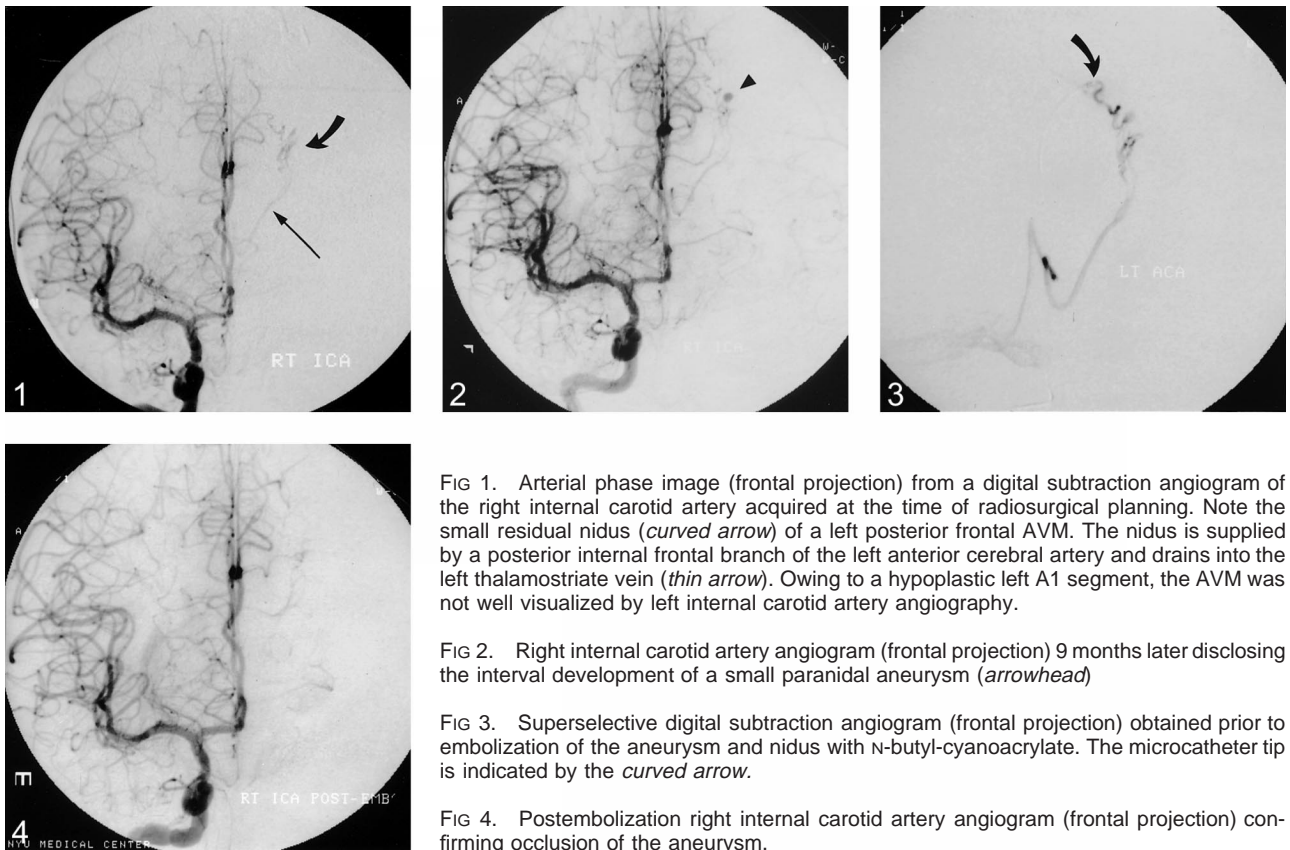 A
RT ICA
1
A
RT ICA
2
LT ACA
3
A
RT ICA POST-EMB
4
NYU MEDICAL CENTER
FIG 1. Arterial phase image (frontal projection) from a digital subtraction angiogram of
the right internal carotid artery acquired at the time of radiosurgical planning. Note the
small residual nidus (curved arrow) of a left posterior frontal AVM. The nidus is supplied
by a posterior internal frontal branch of the left anterior cerebral artery and drains into the
left thalamostriate vein (thin arrow). Owing to a hypoplastic left A1 segment, the AVM was
not well visualized by left internal carotid artery angiography.
FIG 2. Right internal carotid artery angiogram (frontal projection) 9 months later disclosing
the interval development of a small paranidal aneurysm (arrowhead)
FIG 3. Superselective digital subtraction angiogram (frontal projection) obtained prior to
embolization of the aneurysm and nidus with N-butyl-cyanoacrylate. The microcatheter tip
is indicated by the curved arrow.
FIG 4. Postembolization right internal carotid artery angiogram (frontal projection) con-
firming occlusion of the aneurysm.